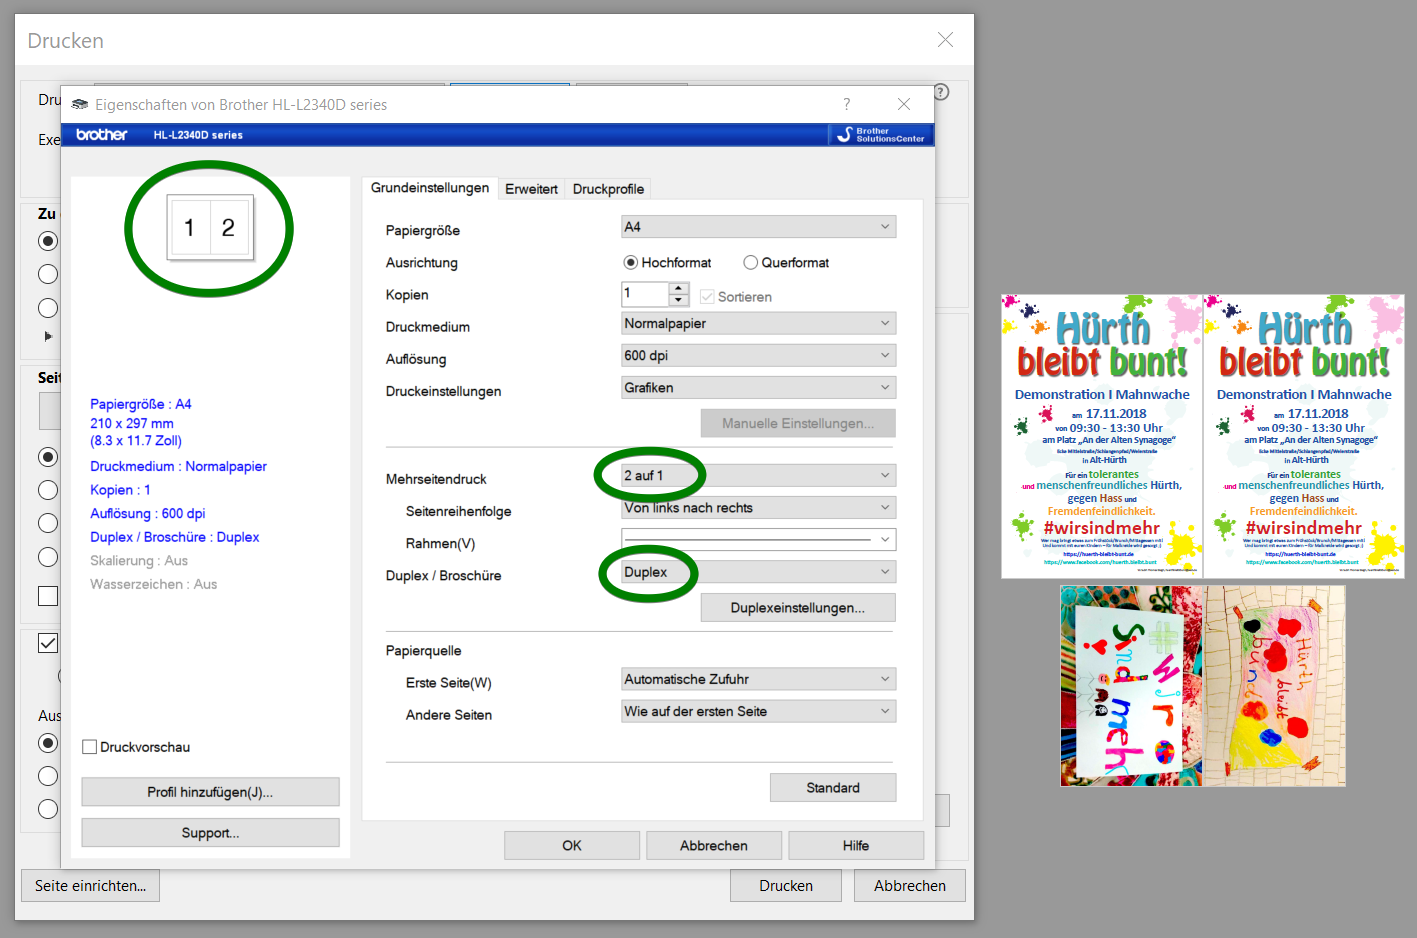 Drucken
Dru
Exe
Zu
Seit
Aus
Seite einrichten...
Drucken
Abbrechen
Eigenschaften von Brother HL-L2340D series
?
brother HL-L2340D series
Brother
SolutionsCenter
1 2
Papiergröße : A4
210 x 297 mm
(8.3 x 11.7 Zoll)
Druckmedium : Normalpapier
Kopien : 1
Auflösung : 600 dpi
Duplex / Broschüre : Duplex
Skalierung : Aus
Wasserzeichen : Aus
Druckvorschau
Profil hinzufügen(J)...
Support...
Grundeinstellungen Erweitert Druckprofile
Papiergröße A4
Ausrichtung Hochformat Querformat
Kopien 1 Sortieren
Druckmedium Normalpapier
Auflösung 600 dpi
Druckeinstellungen Grafiken
Manuelle Einstellungen...
Mehrseitendruck 2 auf 1
Seitenreihenfolge Von links nach rechts
Rahmen(V)
Duplex / Broschüre Duplex
Duplexeinstellungen...
Papierquelle
Erste Seite(W) Automatische Zufuhr
Andere Seiten Wie auf der ersten Seite
Standard
OK Abbrechen Hilfe
?
Hürth
bleibt bunt!
Demonstration I Mahnwache
am 17.11.2018
von 09:30 - 13:30 Uhr
am Platz „An der Alten Synagoge“
Ecke Mittelstraße/Schlangenpfad/Weierstraße
in Alt-Hürth
Für ein tolerantes
und menschenfreundliches Hürth,
gegen Hass und
Fremdenfeindlichkeit.
#wirsindmehr
https://huerth-bleibt-bunt.de
https://www.facebook.com/huerth.bleibt.bunt
Hürth
bleibt bunt!
Demonstration I Mahnwache
am 17.11.2018
von 09:30 - 13:30 Uhr
am Platz „An der Alten Synagoge“
Ecke Mittelstraße/Schlangenpfad/Weierstraße
in Alt-Hürth
Für ein tolerantes
und menschenfreundliches Hürth,
gegen Hass und
Fremdenfeindlichkeit.
#wirsindmehr
https://huerth-bleibt-bunt.de
https://www.facebook.com/huerth.bleibt.bunt
#wir
Sind
meh
Hürth
bleibt